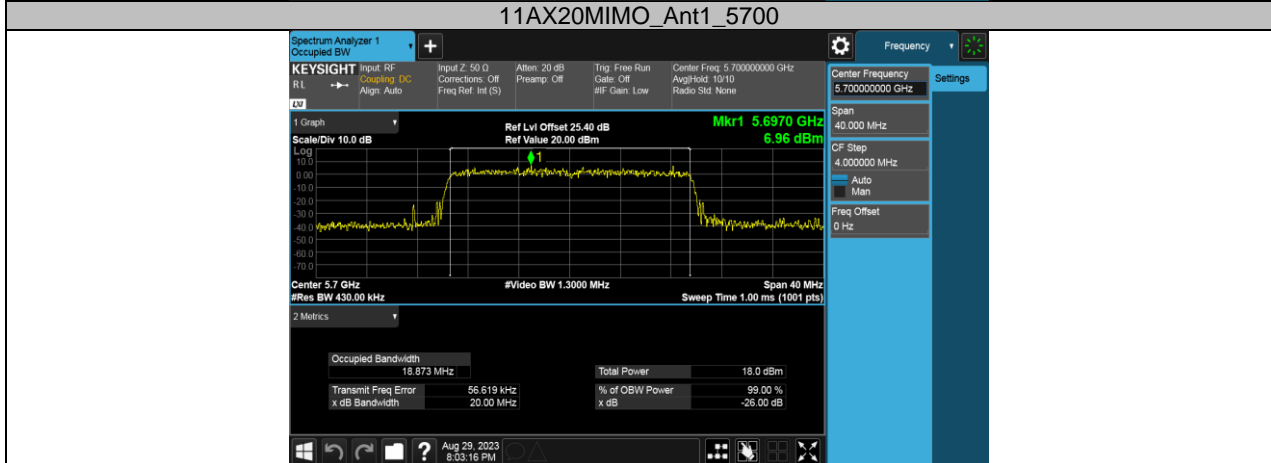 11AX20MIMO_Ant1_5700
Spectrum Analyzer 1
Occupied BW
+
Frequency
KEYSIGHT
RL
LXI
Input: RF
Coupling: DC
Align: Auto
Input Z: 50 Ω
Corrections: Off
Freq Ref: Int (S)
Atten: 20 dB
Preamp: Off
Trig: Free Run
Gate: Off
#IF Gain: Low
Center Freq: 5.700000000 GHz
Avg|Hold: 10/10
Radio Std: None
Center Frequency
5.700000000 GHz
Settings
Span
40.000 MHz
CF Step
4.000000 MHz
Auto
Man
Freq Offset
0 Hz
1 Graph
Ref Lvl Offset 25.40 dB
Mkr1 5.6970 GHz
Scale/Div 10.0 dB
Ref Value 20.00 dBm
6.96 dBm
Log
1
10.0
0.00
-10.0
-20.0
-30.0
-40.0
-50.0
-60.0
-70.0
Center 5.7 GHz
#Video BW 1.3000 MHz
Span 40 MHz
#Res BW 430.00 kHz
Sweep Time 1.00 ms (1001 pts)
2 Metrics
Occupied Bandwidth
18.873 MHz
Total Power 18.0 dBm
Transmit Freq Error 56.619 kHz
% of OBW Power 99.00 %
x dB Bandwidth 20.00 MHz
x dB -26.00 dB
?
Aug 29, 2023
8:03:16 PM